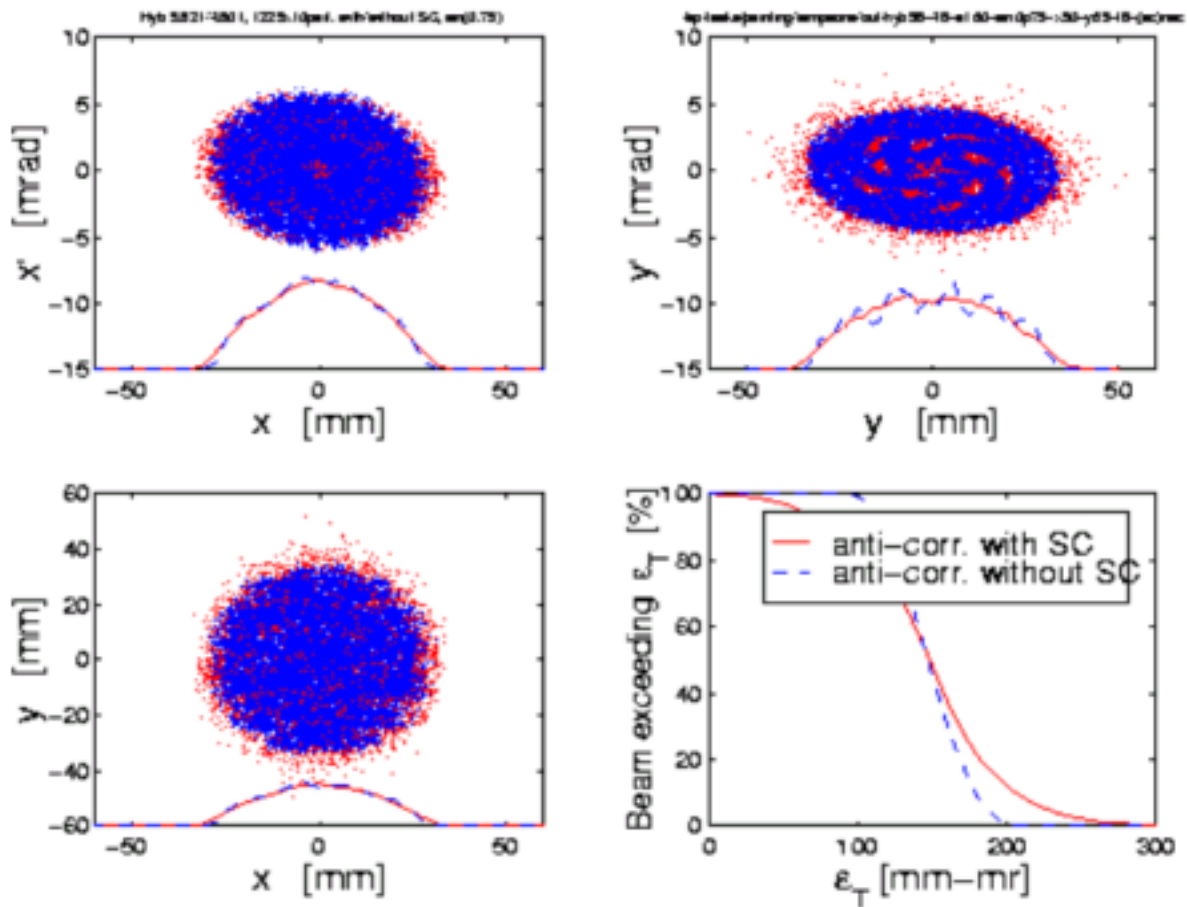 10
5
0
−5
−10
−15
x' [mrad]
−50 0 50
x [mm]
10
5
0
−5
−10
−15
y' [mrad]
−50 0 50
y [mm]
60
40
20
0
−20
−40
−60
y [mm]
−50 0 50
x [mm]
100
80
60
40
20
0
Beam exceeding ε_T [%]
anti−corr. with SC
anti−corr. without SC
0 100 200 300
ε_T [mm−mr]